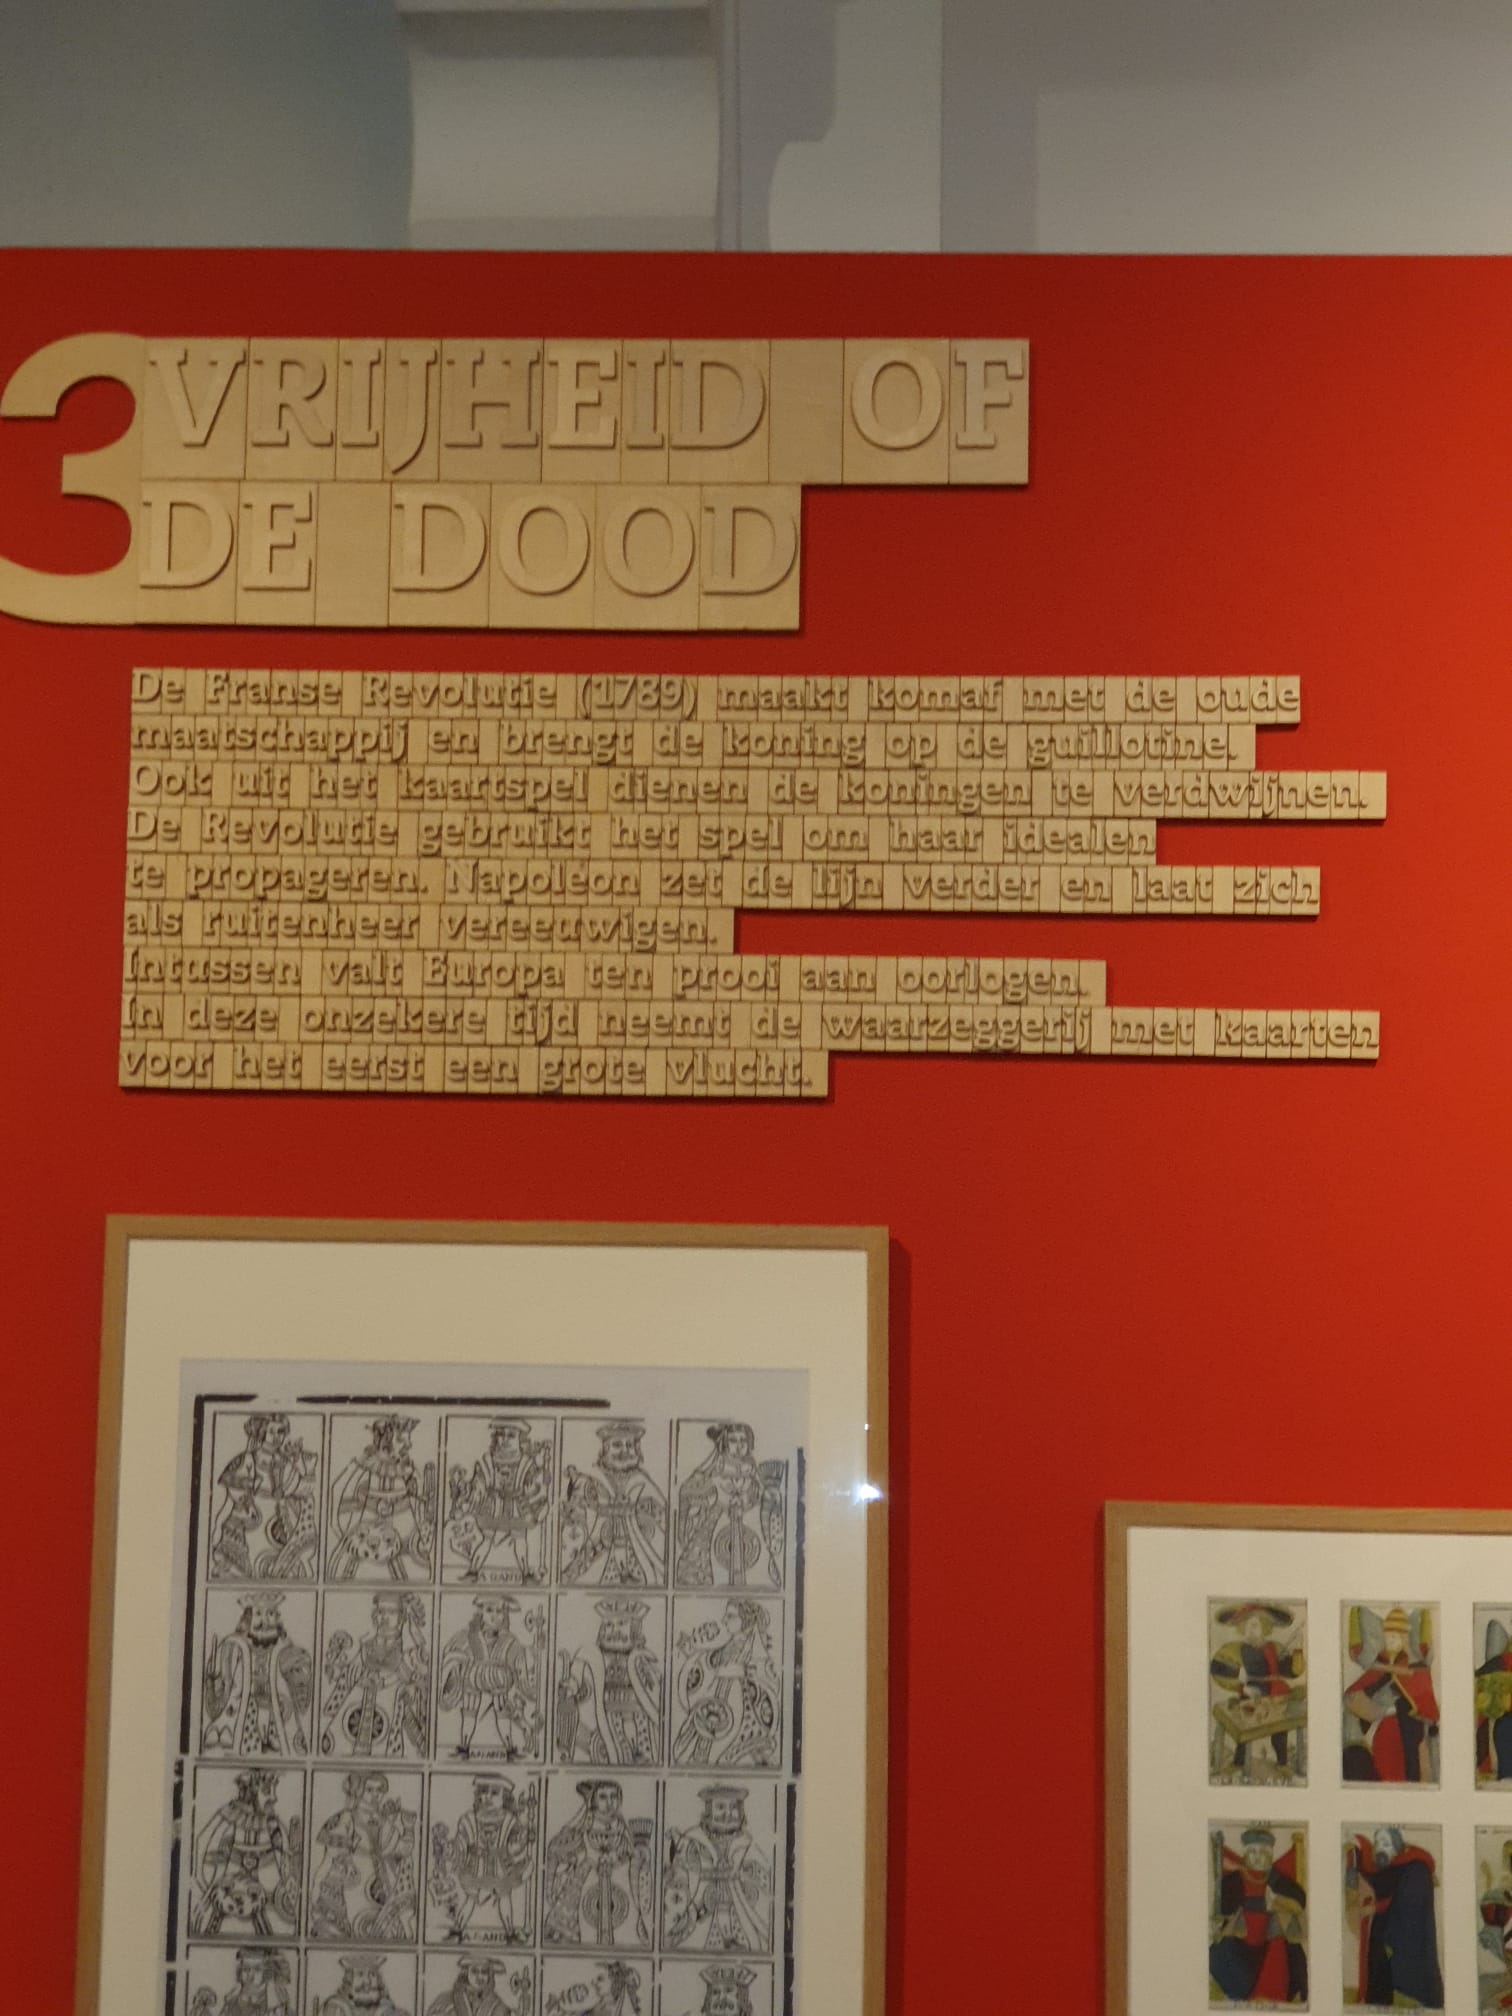 3 VRIJHEID OF
DE DOOD
De Franse Revolutie (1789) maakt komaf met de oude
maatschappij en brengt de koning op de guillotine.
Ook uit het kaartspel dienen de koningen te verdwijnen.
De Revolutie gebruikt het spel om haar idealen
te propageren. Napoléon zet de lijn verder en laat zich
als ruitenheer vereeuwigen.
Intussen valt Europa ten prooi aan oorlogen.
In deze onzekere tijd neemt de waarzeggerij met kaarten
voor het eerst een grote vlucht.